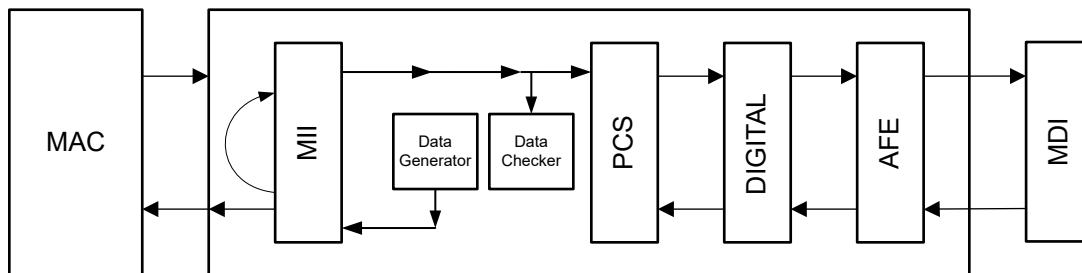 MAC
MII
Data
Generator
Data
Checker
PCS
DIGITAL
AFE
MDI